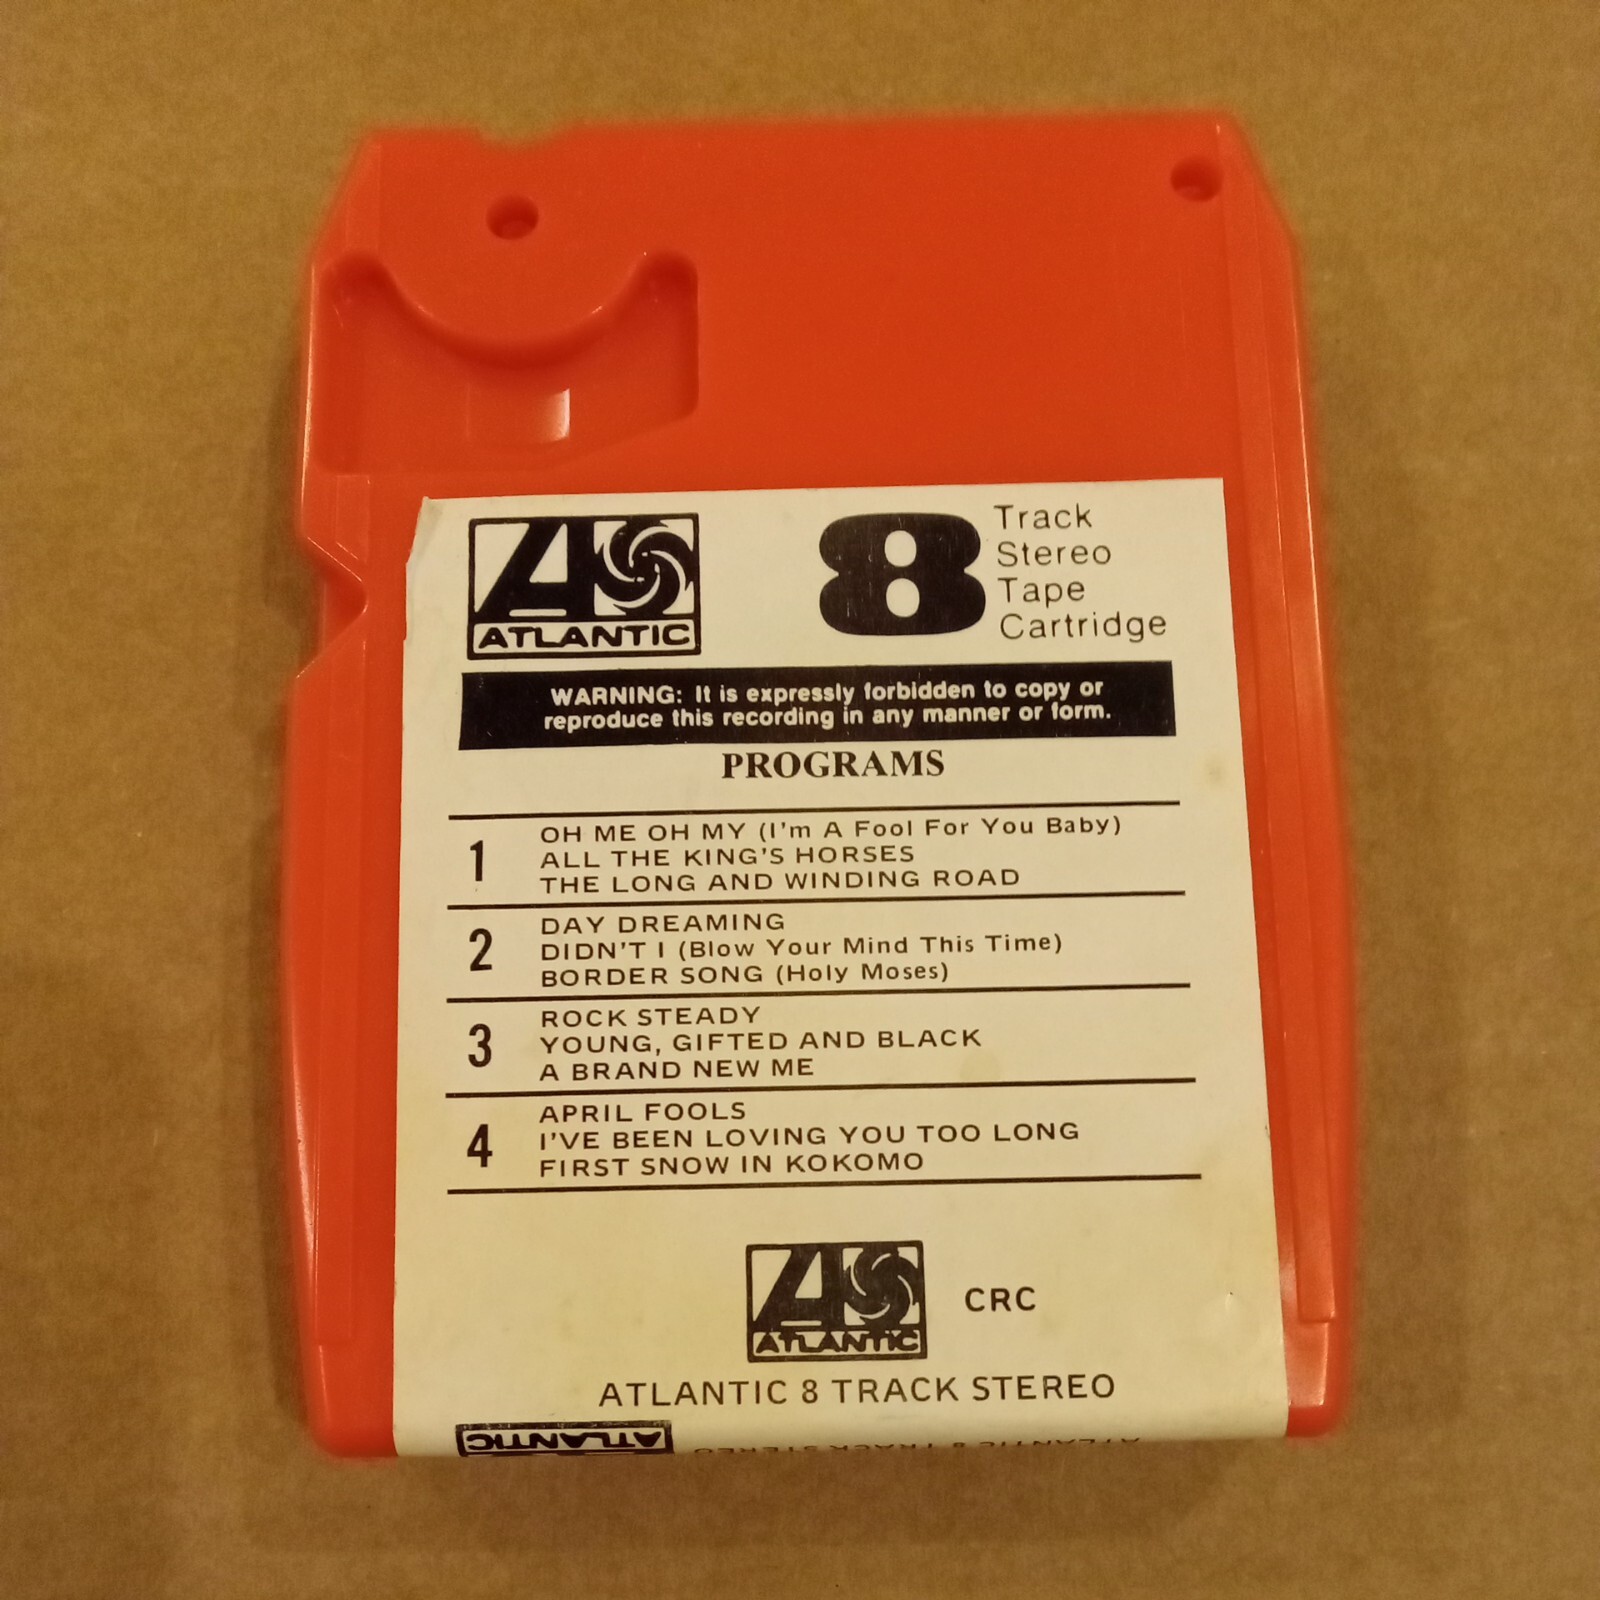 ATLANTIC
8 Track
Stereo
Tape
Cartridge
WARNING: It is expressly forbidden to copy or
reproduce this recording in any manner or form.
PROGRAMS
1 OH ME OH MY (I'm A Fool For You Baby)
ALL THE KING'S HORSES
THE LONG AND WINDING ROAD
2 DAY DREAMING
DIDN'T I (Blow Your Mind This Time)
BORDER SONG (Holy Moses)
3 ROCK STEADY
YOUNG, GIFTED AND BLACK
A BRAND NEW ME
4 APRIL FOOLS
I'VE BEEN LOVING YOU TOO LONG
FIRST SNOW IN KOKOMO
ATLANTIC
CRC
ATLANTIC 8 TRACK STEREO
ATLANTIC
ATLANTIC 8 TRACK STEREO